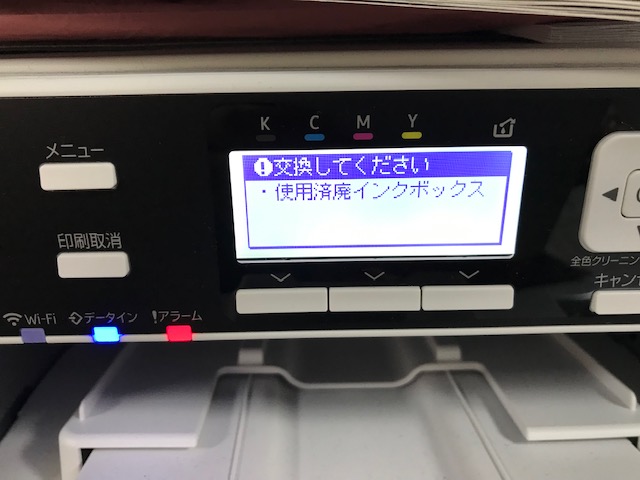 K C M Y
メニュー
交換してください
・使用済廃インクボックス
印刷取消
全色クリーニン
キャン
Wi-Fi データイン アラーム